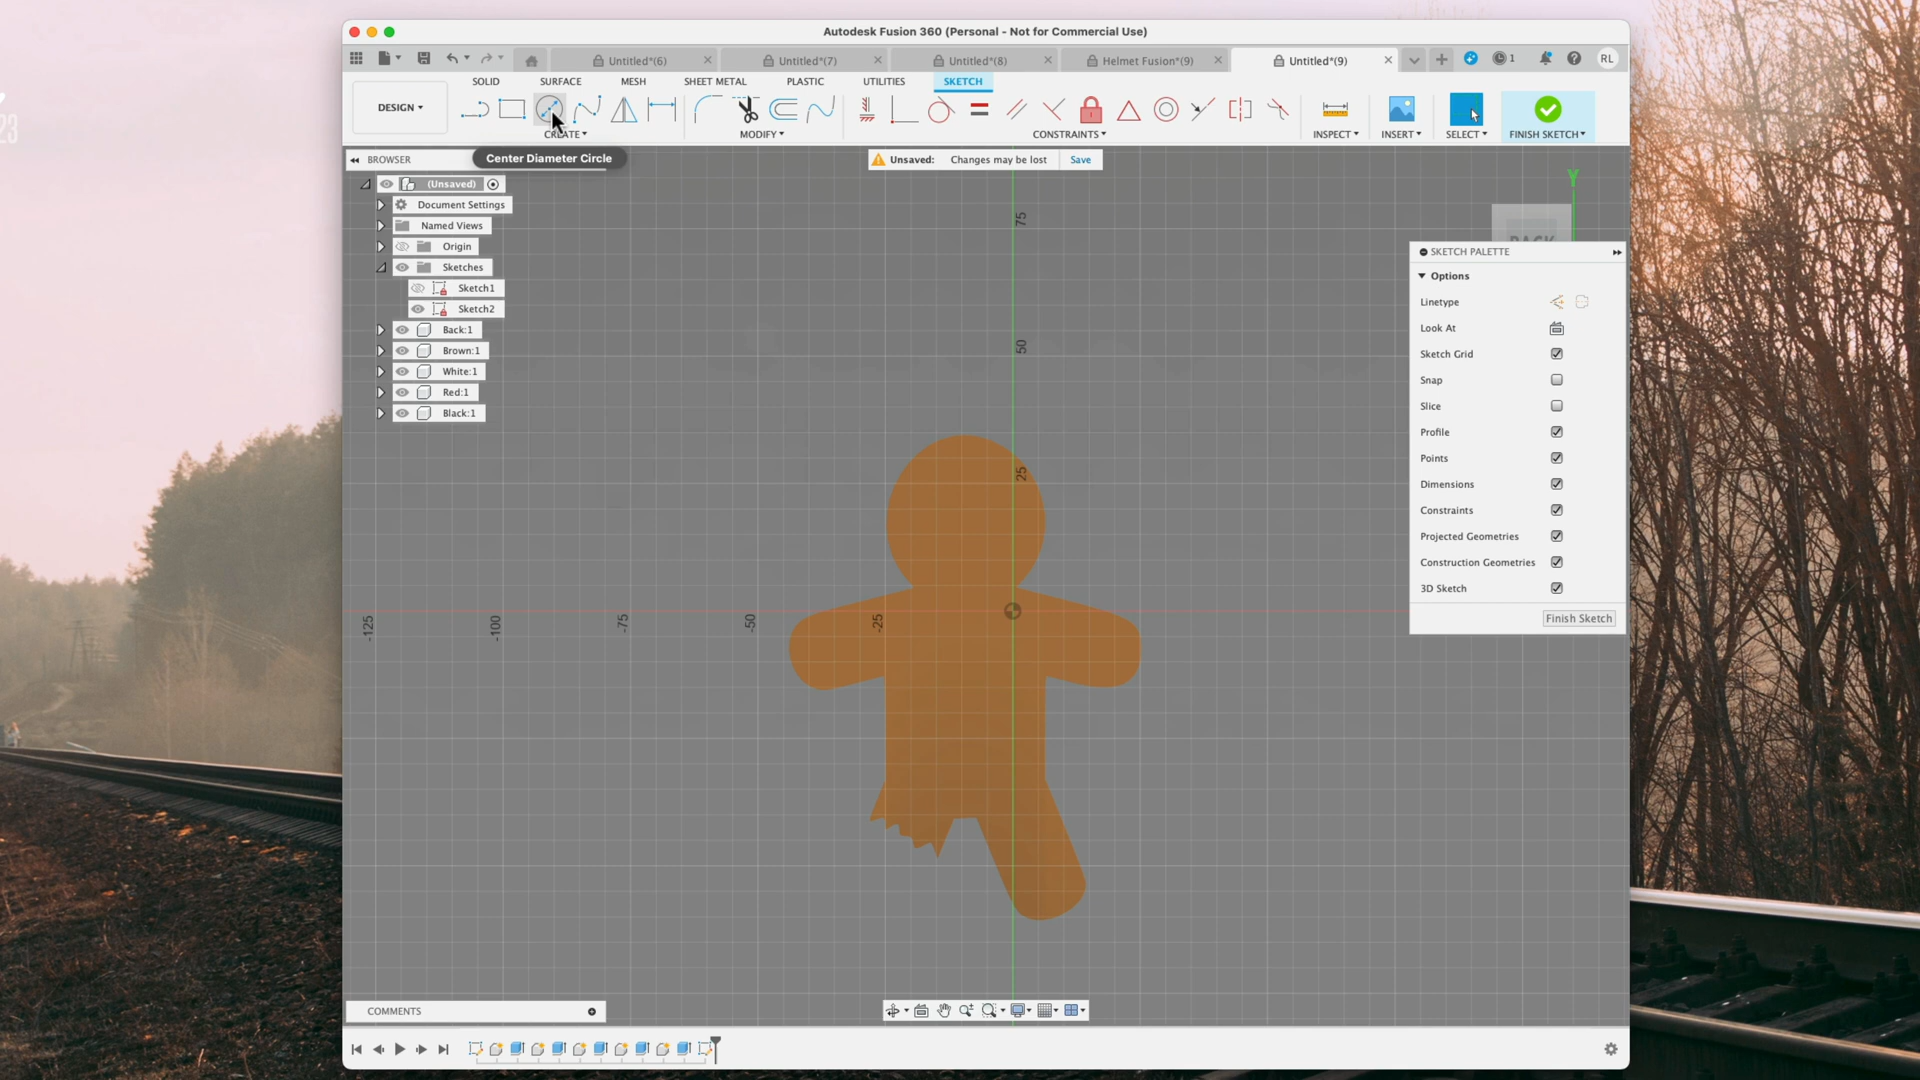 Autodesk Fusion 360 (Personal - Not for Commercial Use)
Untitled*(6)
Untitled*(7)
Untitled*(8)
Helmet Fusion*(9)
Untitled*(9)
1
RL
SOLID
SURFACE
MESH
SHEET METAL
PLASTIC
UTILITIES
SKETCH
DESIGN
CREATE
MODIFY
CONSTRAINTS
INSPECT
INSERT
SELECT
FINISH SKETCH
23
Center Diameter Circle
BROWSER
Unsaved:
Changes may be lost
Save
(Unsaved)
Document Settings
Named Views
Origin
Sketches
Sketch1
Sketch2
Back:1
Brown:1
White:1
Red:1
Black:1
Y
BACK
SKETCH PALETTE
Options
Linetype
Look At
Sketch Grid
Snap
Slice
Profile
Points
Dimensions
Constraints
Projected Geometries
Construction Geometries
3D Sketch
Finish Sketch
75
50
25
-125
-100
-75
-50
-25
COMMENTS